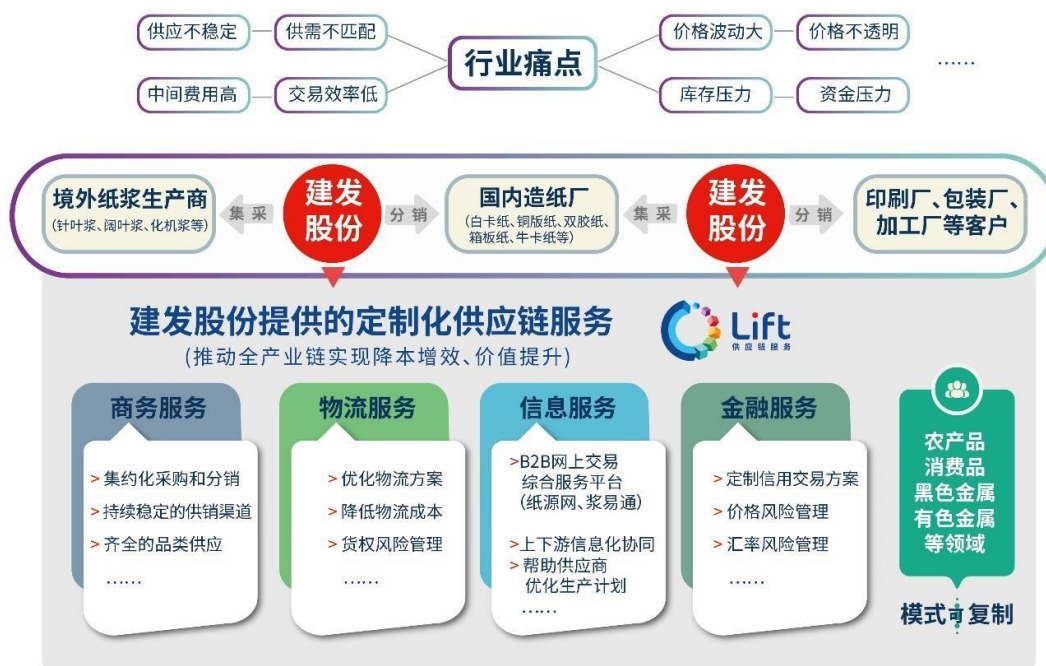 供应不稳定
供需不匹配
行业痛点
价格波动大
价格不透明
中间费用高
交易效率低
库存压力
资金压力
……
境外纸浆生产商
(针叶浆、阔叶浆、化机浆等)
集采
建发
股份
分销
国内造纸厂
(白卡纸、铜版纸、双胶纸、
箱板纸、牛卡纸等)
集采
建发
股份
分销
印刷厂、包装厂、
加工厂等客户
建发股份提供的定制化供应链服务
(推动全产业链实现降本增效、价值提升)
Lift
供应链服务
商务服务
>集约化采购和分销
>持续稳定的供销渠道
>齐全的品类供应
……
物流服务
>优化物流方案
>降低物流成本
>货权风险管理
……
信息服务
>B2B网上交易
综合服务平台
(纸源网、浆易通)
>上下游信息化协同
>帮助供应商
优化生产计划
……
金融服务
>定制信用交易方案
>价格风险管理
>汇率风险管理
……
农产品
消费品
黑色金属
有色金属
等领域
模式可复制